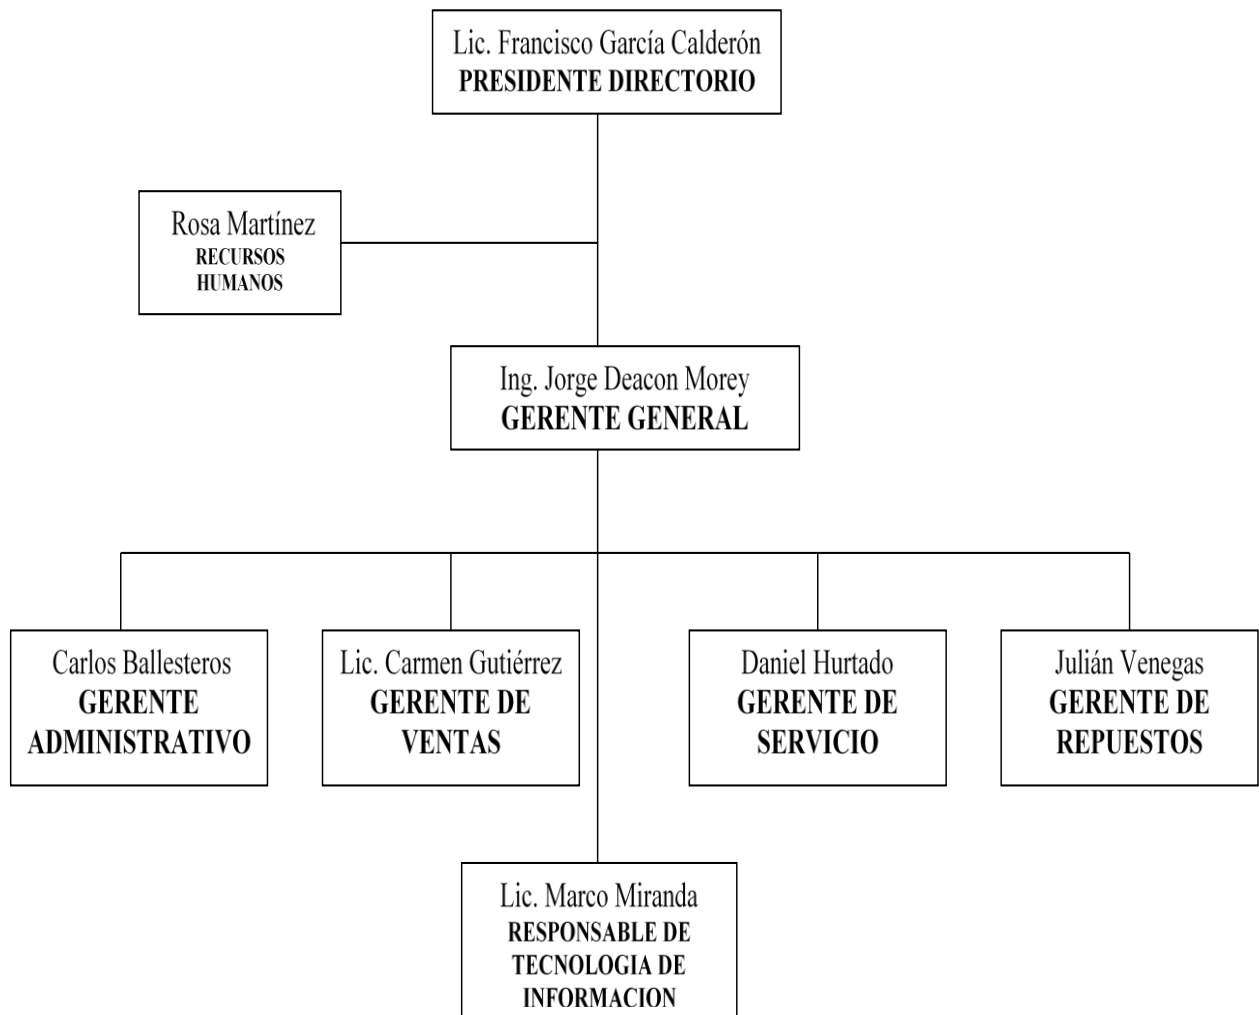 Lic. Francisco García Calderón
PRESIDENTE DIRECTORIO
Rosa Martínez
RECURSOS
HUMANOS
Ing. Jorge Deacon Morey
GERENTE GENERAL
Carlos Ballesteros
GERENTE
ADMINISTRATIVO
Lic. Carmen Gutiérrez
GERENTE DE
VENTAS
Daniel Hurtado
GERENTE DE
SERVICIO
Julián Venegas
GERENTE DE
REPUESTOS
Lic. Marco Miranda
RESPONSABLE DE
TECNOLOGIA DE
INFORMACION